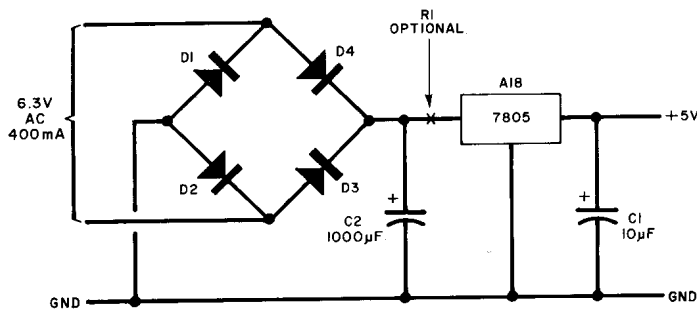 R1
OPTIONAL
D1
D4
A18
7805
6.3V
AC
400mA
+5V
D2
D3
+
C2
1000µF
+
C1
10µF
GND
GND